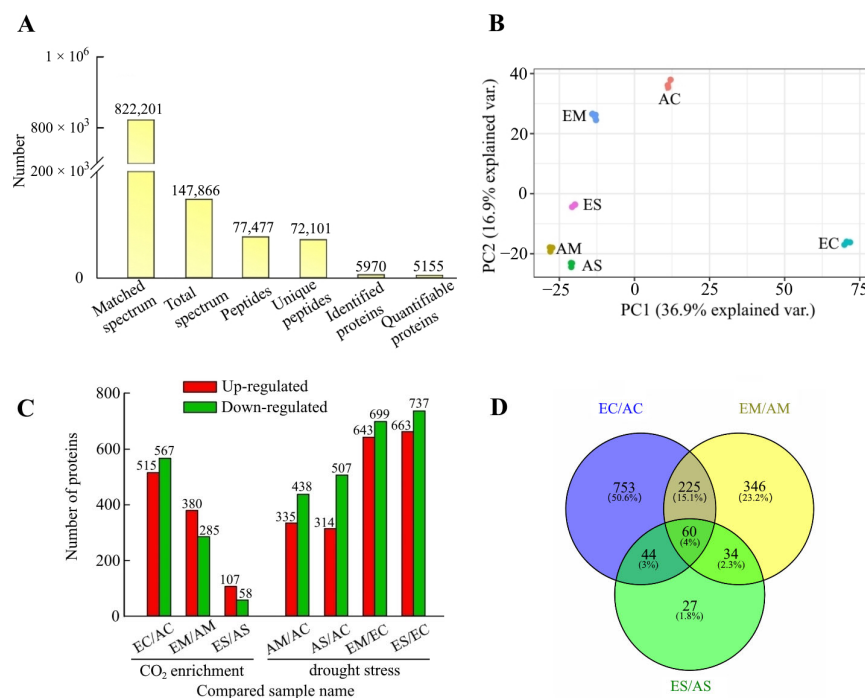 A
1 × 10⁶
822,201
800 × 10³
200 × 10³
147,866
77,477
72,101
5970
5155
0
Number
Matched spectrum
Total spectrum
Peptides
Unique peptides
Identified proteins
Quantifiable proteins
B
40
20
0
−20
PC2 (16.9% explained var.)
AC
EM
ES
AM
AS
EC
−25
0
25
50
75
PC1 (36.9% explained var.)
C
Up-regulated
Down-regulated
800
600
400
200
0
Number of proteins
515
567
380
285
107
58
335
438
314
507
643
699
663
737
EC/AC
EM/AM
ES/AS
AM/AC
AS/AC
EM/EC
ES/EC
CO₂ enrichment
drought stress
Compared sample name
D
EC/AC
EM/AM
753
(50.6%)
225
(15.1%)
346
(23.2%)
60
(4%)
44
(3%)
34
(2.3%)
27
(1.8%)
ES/AS